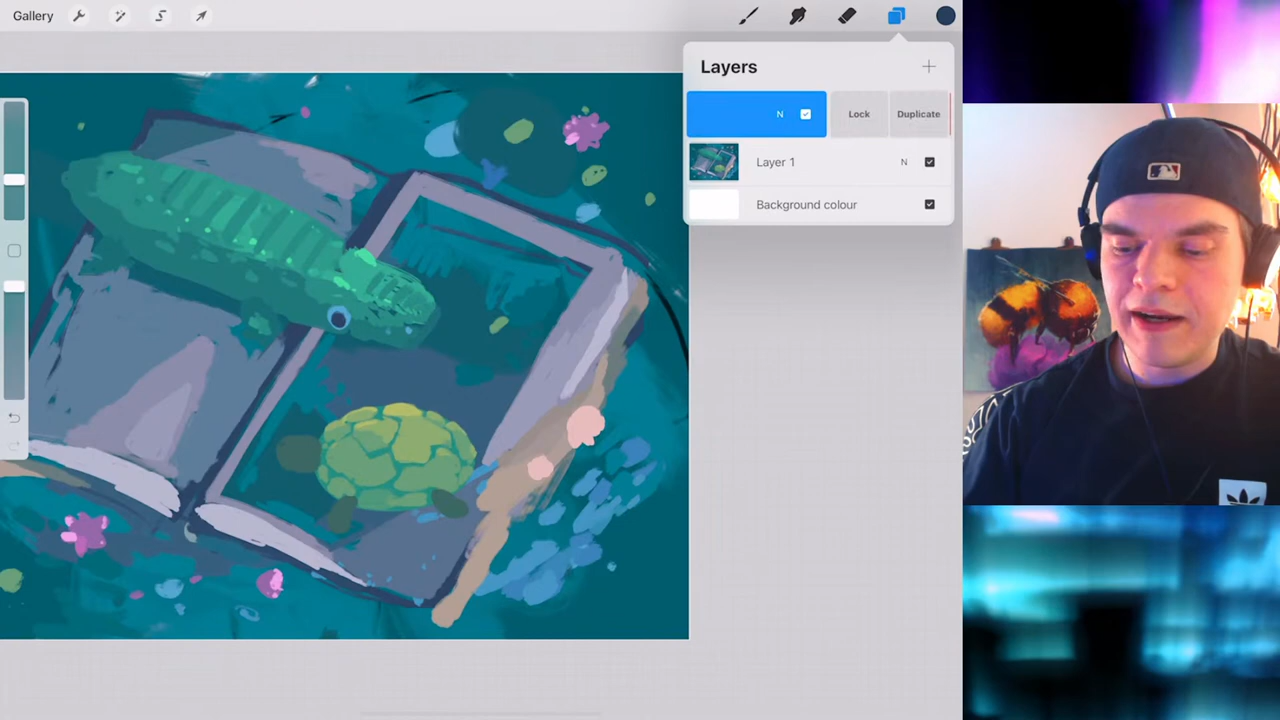 Gallery
Layers
N
Lock
Duplicate
Layer 1
N
Background colour